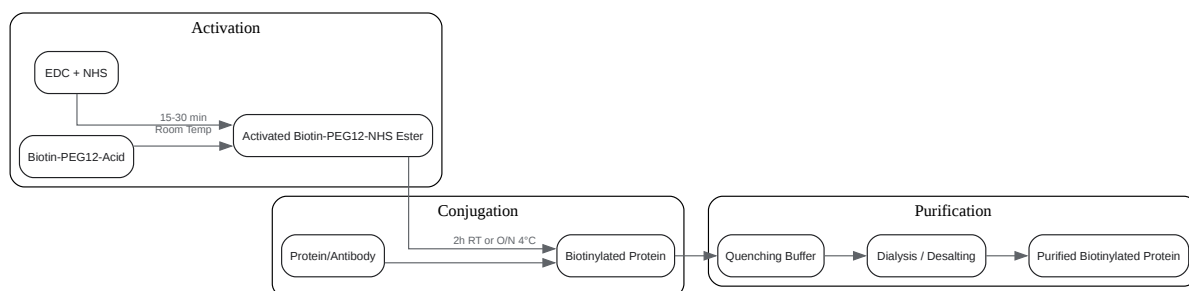 Activation
EDC + NHS
15-30 min
Room Temp
Biotin-PEG12-Acid
Activated Biotin-PEG12-NHS Ester
Conjugation
Protein/Antibody
2h RT or O/N 4°C
Biotinylated Protein
Purification
Quenching Buffer
Dialysis / Desalting
Purified Biotinylated Protein